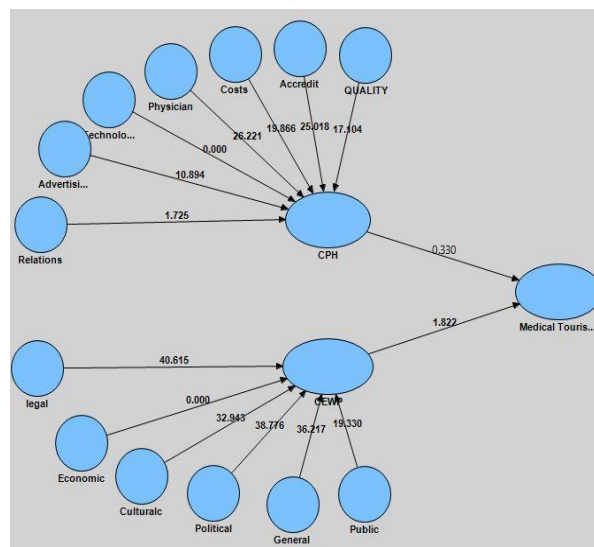 Costs
Accredit
QUALITY
Physician
Technolo...
Advertisi...
Relations
19.866
25.018
17.104
26.221
0.000
10.894
1.725
CPH
0.330
Medical Touris...
1.822
40.615
legal
CEWP
0.000
32.943
38.776
36.217
19.330
Economic
Culturalc
Political
General
Public